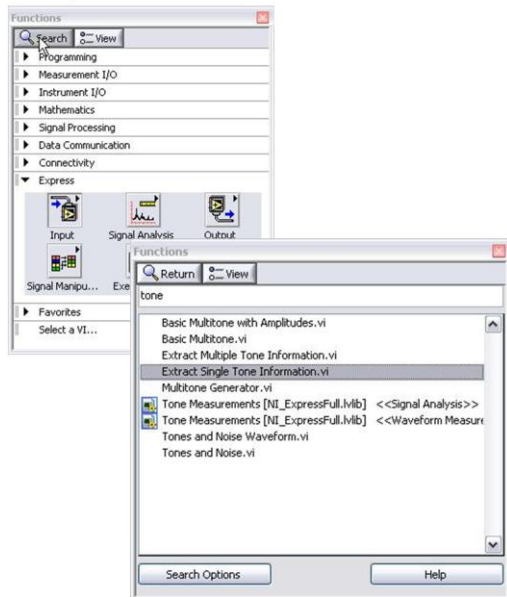 Functions
Search View
Programming
Measurement I/O
Instrument I/O
Mathematics
Signal Processing
Data Communication
Connectivity
Express
Input Signal Analysis Output
Signal Manipu... Exe
Favorites
Select a VI...
Functions
Return View
tone
Basic Multitone with Amplitudes.vi
Basic Multitone.vi
Extract Multiple Tone Information.vi
Extract Single Tone Information.vi
Multitone Generator.vi
Tone Measurements [NI_ExpressFull.lvlib] <<Signal Analysis>>
Tone Measurements [NI_ExpressFull.lvlib] <<Waveform Measure
Tones and Noise Waveform.vi
Tones and Noise.vi
Search Options Help